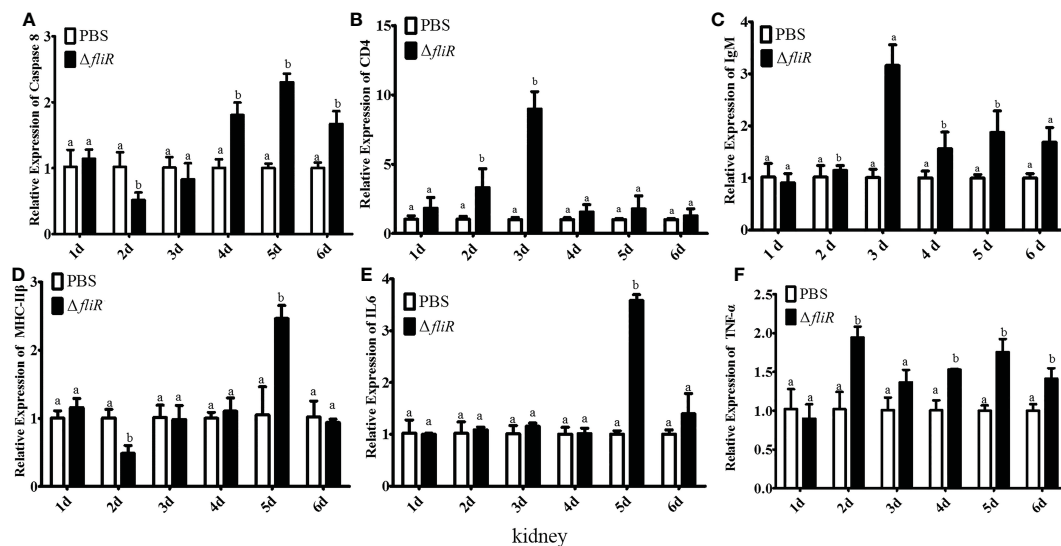 A
PBS
ΔfliR
Relative Expression of Caspase 8
3
2
1
0
a a a b a a a b a b a b
1d 2d 3d 4d 5d 6d
B
PBS
ΔfliR
Relative Expression of CD4
15
10
5
0
a a a b a b a a a a a a
1d 2d 3d 4d 5d 6d
C
PBS
ΔfliR
Relative Expression of IgM
4
3
2
1
0
a a a b a a a b a b a a
1 d 2 d 3 d 4 d 5 d 6 d
D
PBS
ΔfliR
Relative Expression of MHC-IIβ
3
2
1
0
a a a b a a a a a b a a
1d 2d 3d 4d 5d 6d
E
PBS
ΔfliR
Relative Expression of IL6
4
3
2
1
0
a a a a a a a a a b a a
1d 2d 3d 4d 5d 6d
F
PBS
ΔfliR
Relative Expression of TNF-α
2.5
2.0
1.5
1.0
0.5
0.0
a a a b a a a b a b a b
1d 2d 3d 4d 5d 6d
kidney